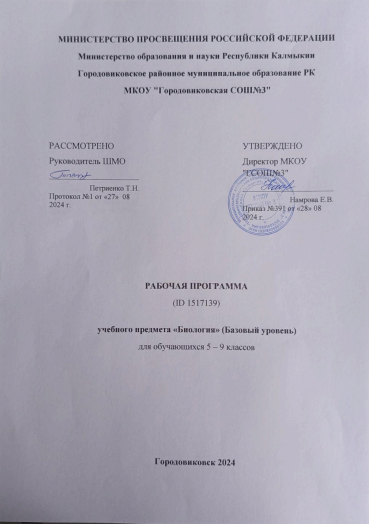 МИНИСТЕРСТВО ПРОСВЕЩЕНИЯ РОССИЙСКОЙ ФЕДЕРАЦИИ
Министерство образования и науки Республики Калмыкии
Городовиковское районное муниципальное образование РК
МКОУ "Городовиковская СОШ№3"
РАССМОТРЕНО
Руководитель ШМО
Петриенко Т.Н.
Протокол №1 от «27» 08
2024 г.
УТВЕРЖДЕНО
Директор МКОУ
"ГСОШ№3"
Намрова Е.В.
Приказ №391 от «28» 08
2024 г.
РАБОЧАЯ ПРОГРАММА
(ID 1517139)
учебного предмета «Биология» (Базовый уровень)
для обучающихся 5 – 9 классов
Городовиковск 2024